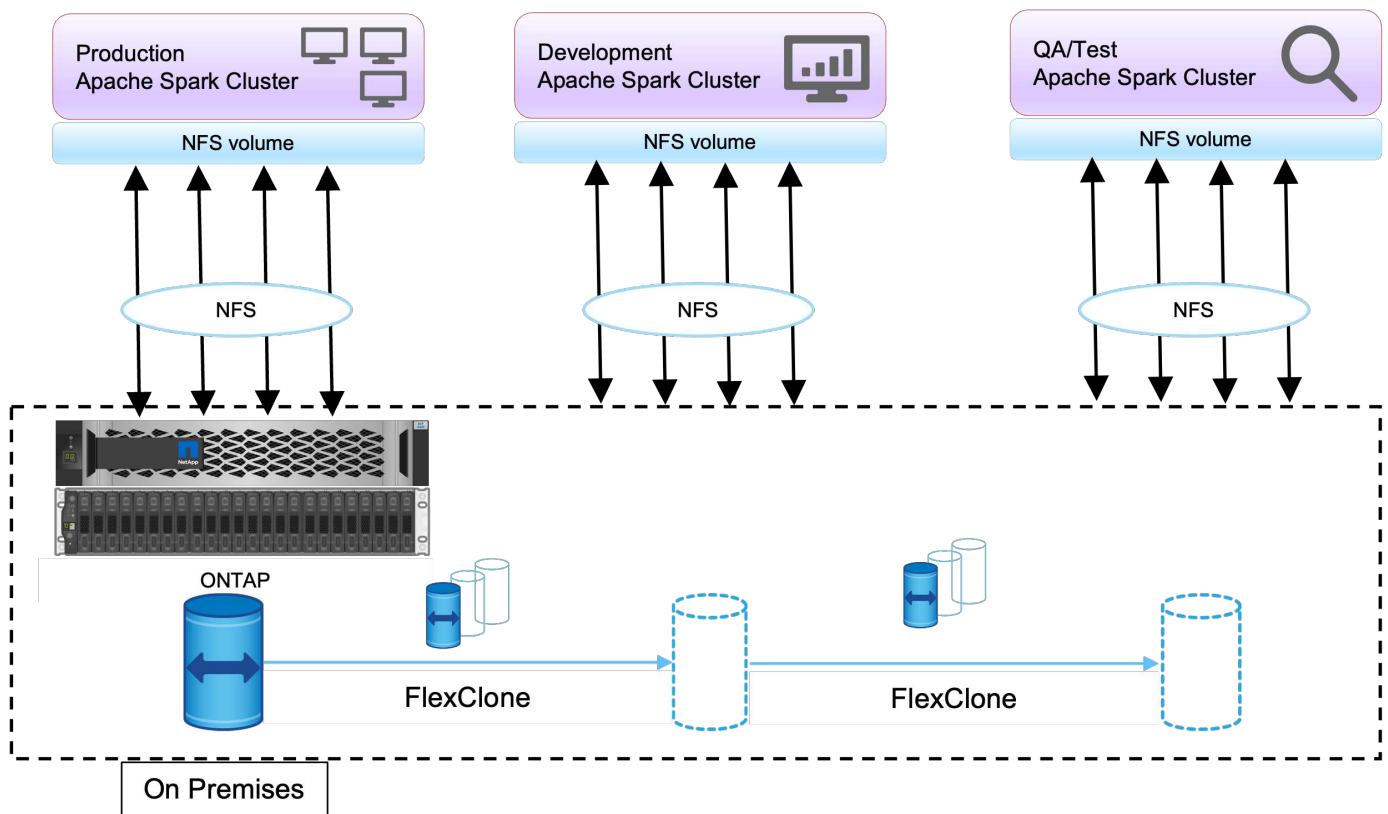 Production
Apache Spark Cluster
Development
Apache Spark Cluster
QA/Test
Apache Spark Cluster
NFS volume
NFS volume
NFS volume
NFS
NFS
NFS
NetApp
ONTAP
FlexClone
FlexClone
On Premises